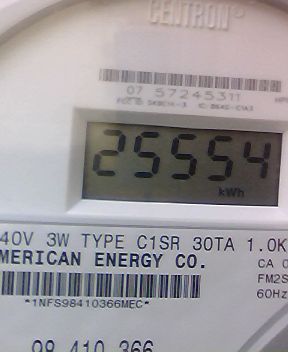 CENTRON®
07 57245311
25554
kWh
40V 3W TYPE C1SR 30TA 1.0K
MERICAN ENERGY CO.
CA 0
FM2S
60Hz
*1NFS98410366MEC*
98 410 366